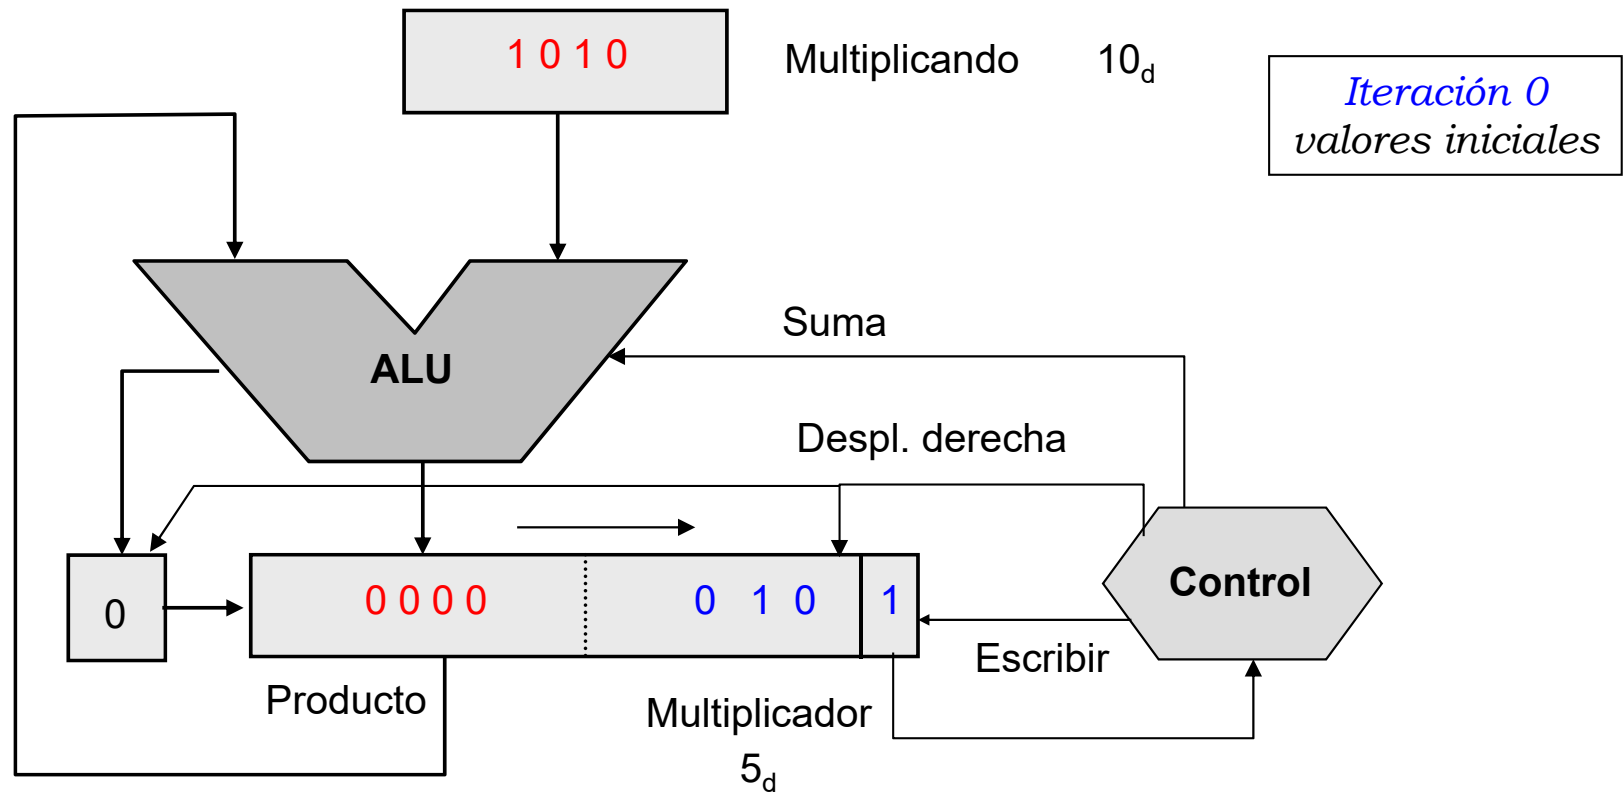 1 0 1 0
Multiplicando 10d
Iteración 0
valores iniciales
Suma
ALU
Despl. derecha
Control
0
0 0 0 0
0 1 0
1
Escribir
Producto
Multiplicador
5d